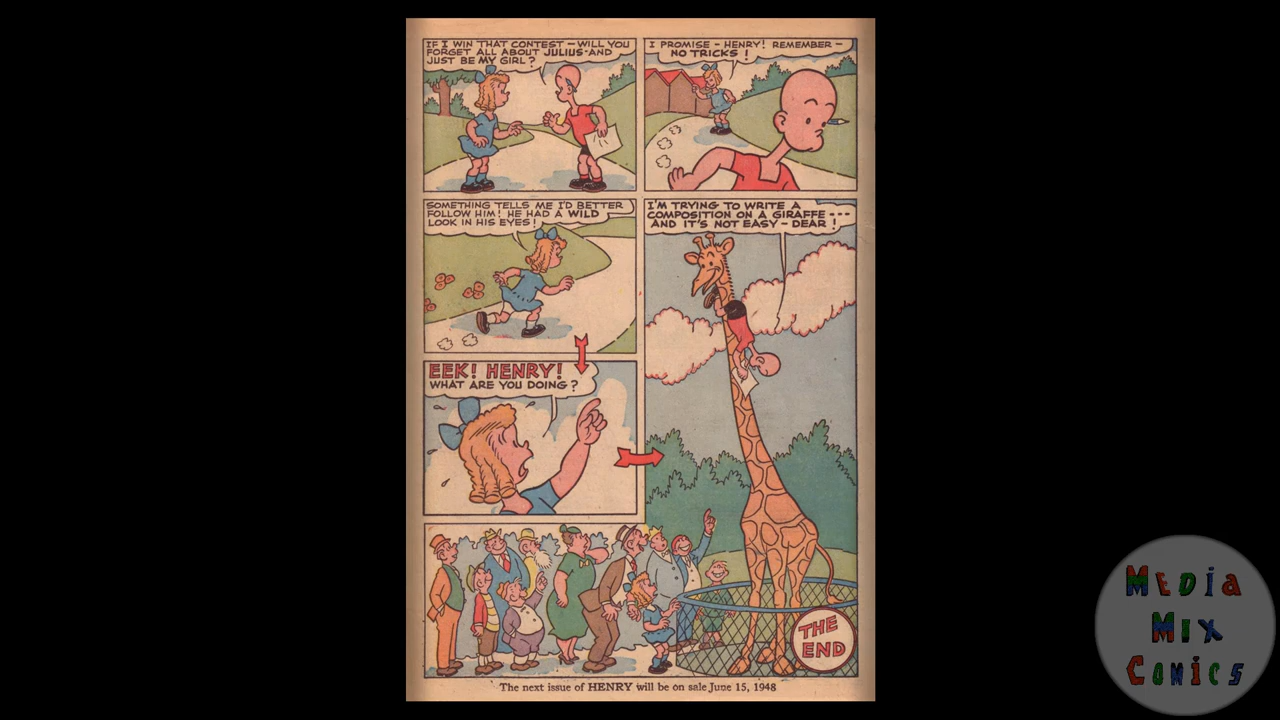 IF I WIN THAT CONTEST - WILL YOU
FORGET ALL ABOUT JULIUS - AND
JUST BE MY GIRL?
I PROMISE - HENRY! REMEMBER -
NO TRICKS!
SOMETHING TELLS ME I'D BETTER
FOLLOW HIM! HE HAD A WILD
LOOK IN HIS EYES!
EEK! HENRY!
WHAT ARE YOU DOING?
I'M TRYING TO WRITE A
COMPOSITION ON A GIRAFFE ---
AND IT'S NOT EASY - DEAR!
THE
END
The next issue of HENRY will be on sale June 15, 1948
MEDiA
MiX
COMiCS